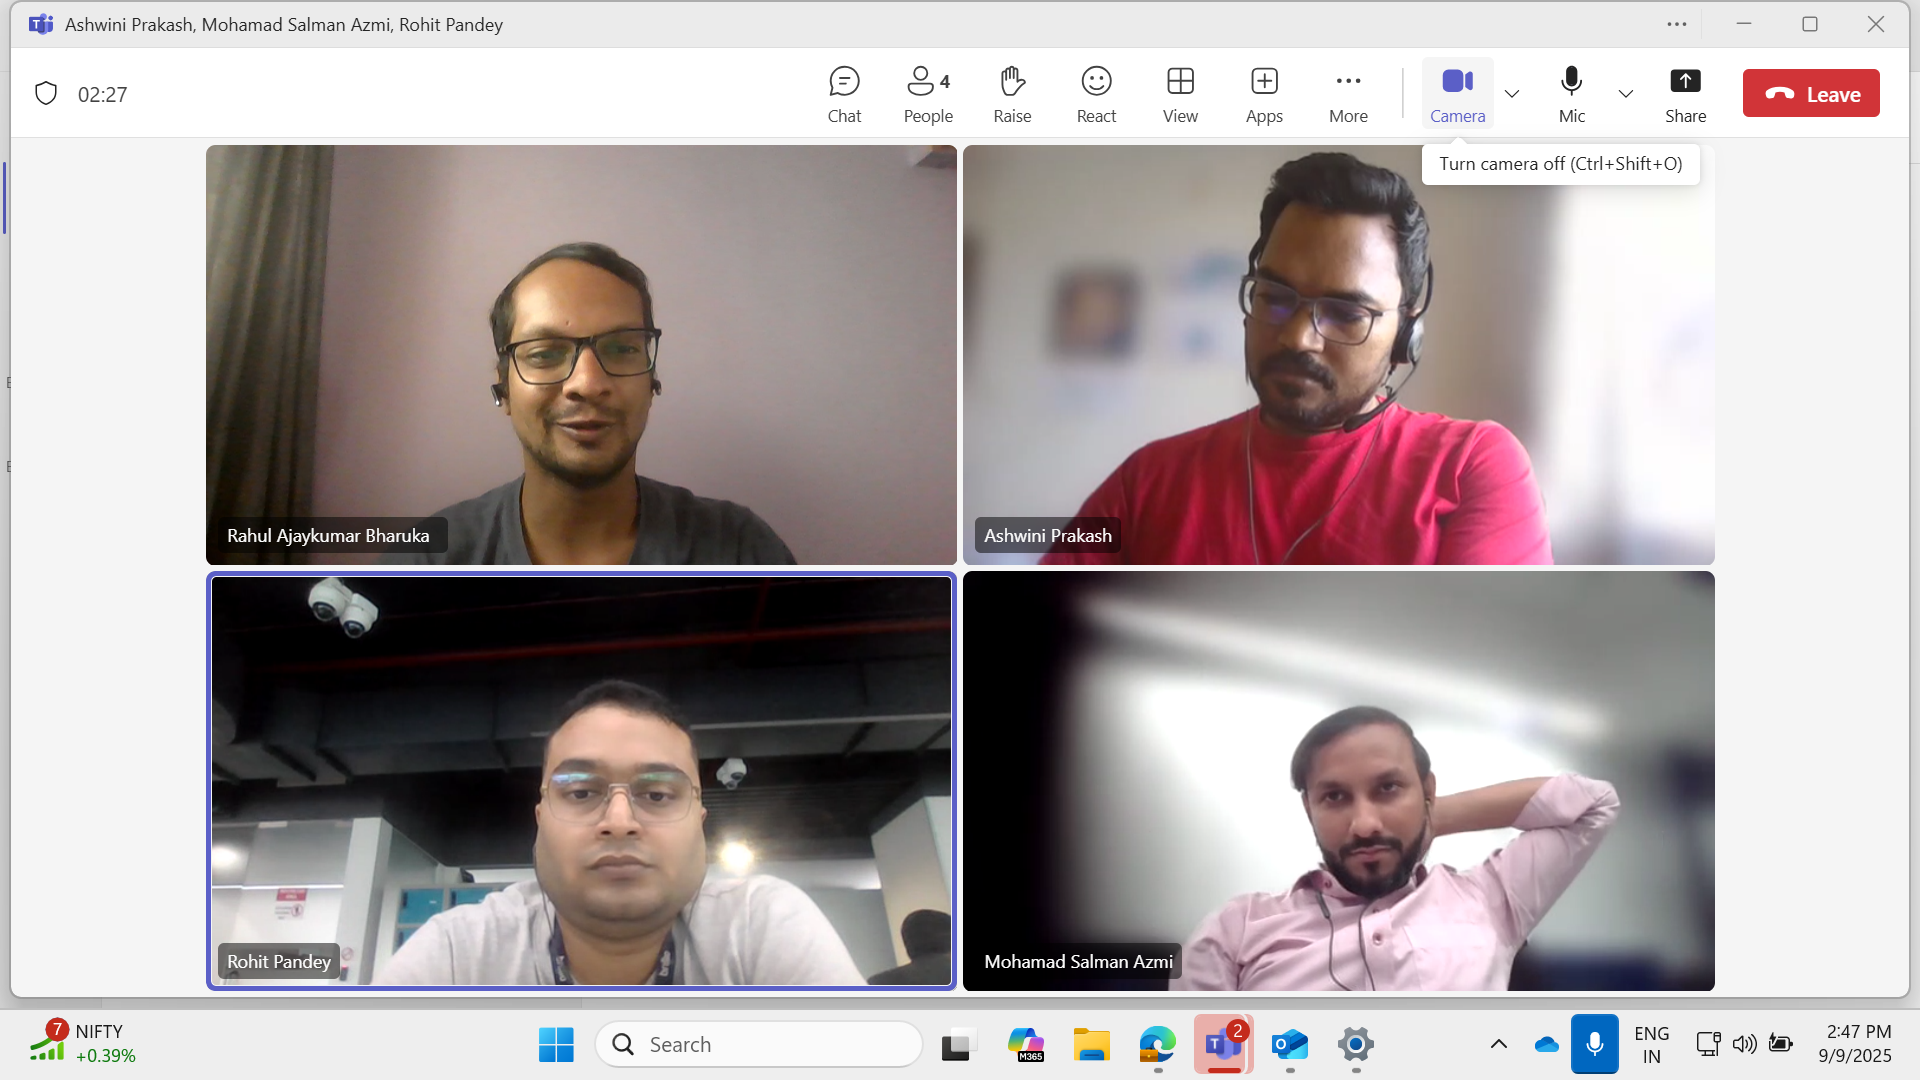 Ashwini Prakash, Mohamad Salman Azmi, Rohit Pandey
02:27
Chat
4
People
Raise
React
View
Apps
More
Camera
Mic
Share
Leave
Turn camera off (Ctrl+Shift+O)
Rahul Ajaykumar Bharuka
Ashwini Prakash
Rohit Pandey
Mohamad Salman Azmi
7
NIFTY
+0.39%
Search
M365
2
ENG
IN
2:47 PM
9/9/2025